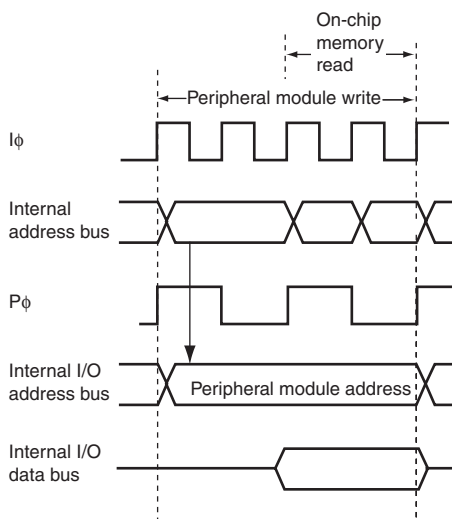 On-chip
memory
read
Peripheral module write
Iϕ
Internal
address bus
Pϕ
Internal I/O
address bus
Peripheral module address
Internal I/O
data bus